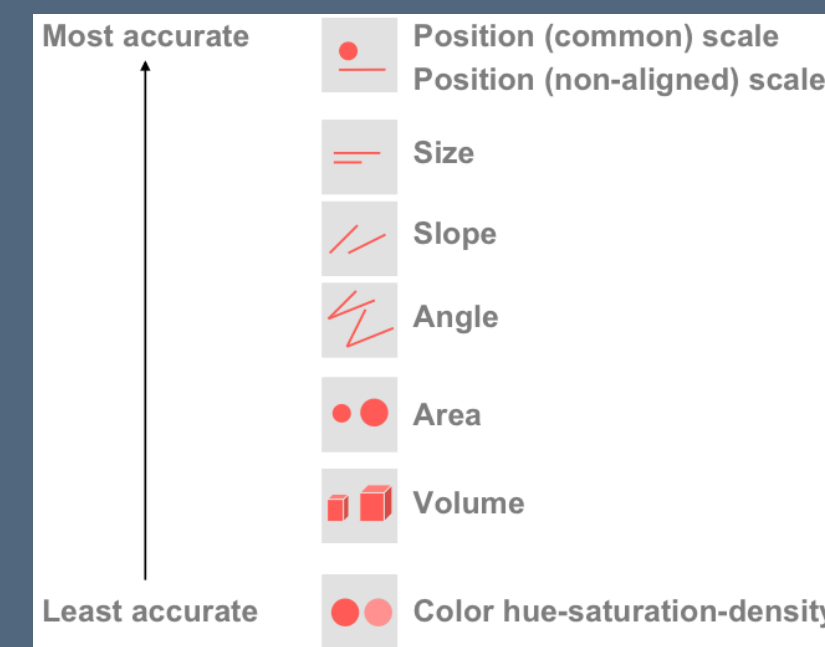 Most accurate
Position (common) scale
Position (non-aligned) scale
Size
Slope
Angle
Area
Volume
Least accurate
Color hue-saturation-density